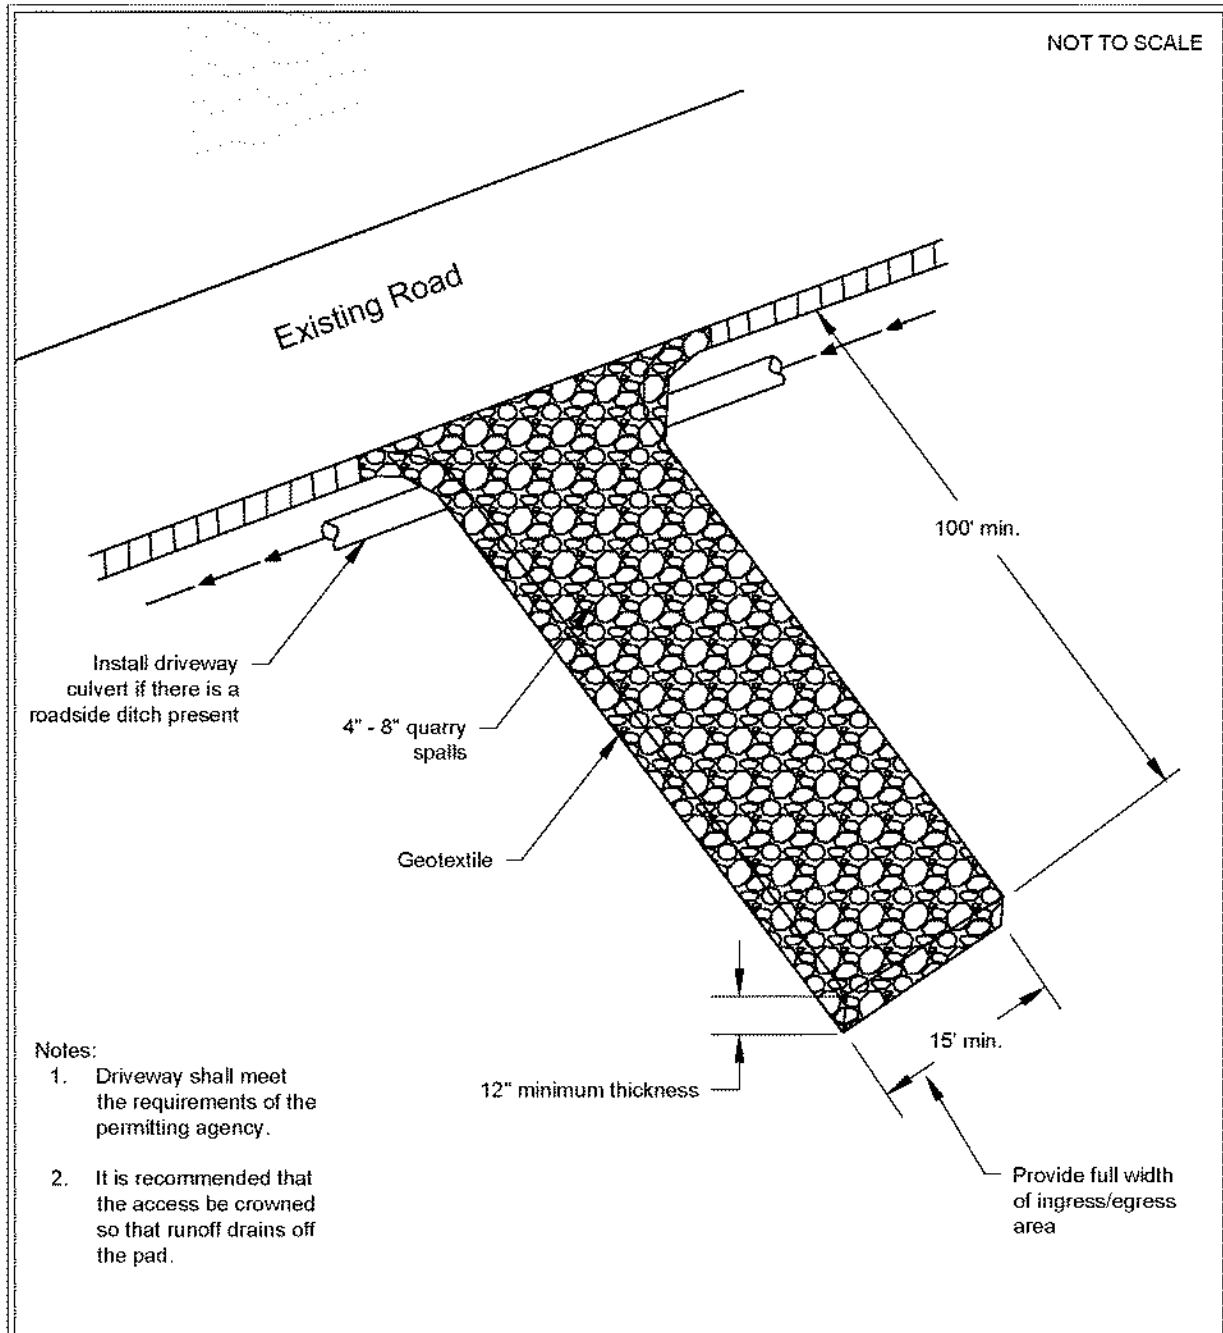 NOT TO SCALE
Existing Road
100' min.
Install driveway
culvert if there is a
roadside ditch present
4" - 8" quarry
spalls
Geotextile
15' min.
12" minimum thickness
Provide full width
of ingress/egress
area
Notes:
1. Driveway shall meet
the requirements of the
permitting agency.
2. It is recommended that
the access be crowned
so that runoff drains off
the pad.